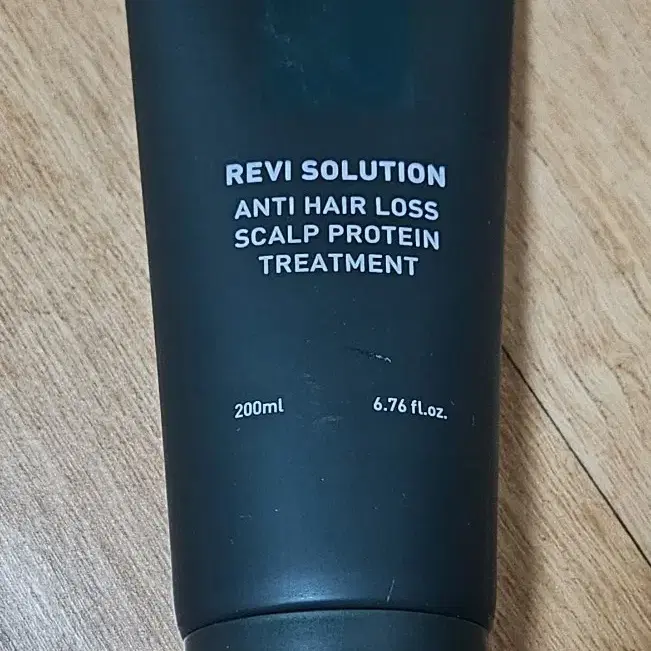 REVI SOLUTION
ANTI HAIR LOSS
SCALP PROTEIN
TREATMENT
200ml 6.76 fl.oz.